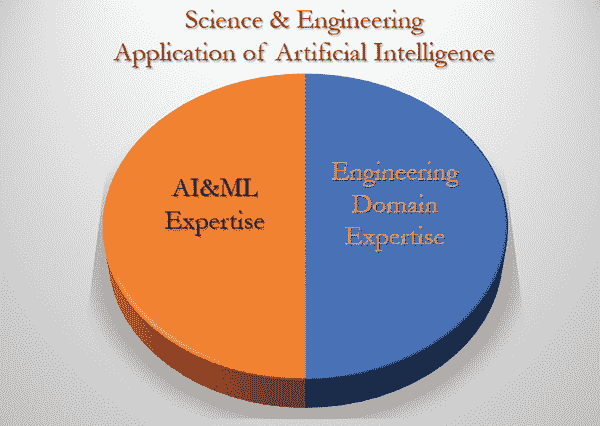 Science & Engineering
Application of Artificial Intelligence
AI&ML
Expertise
Engineering
Domain
Expertise